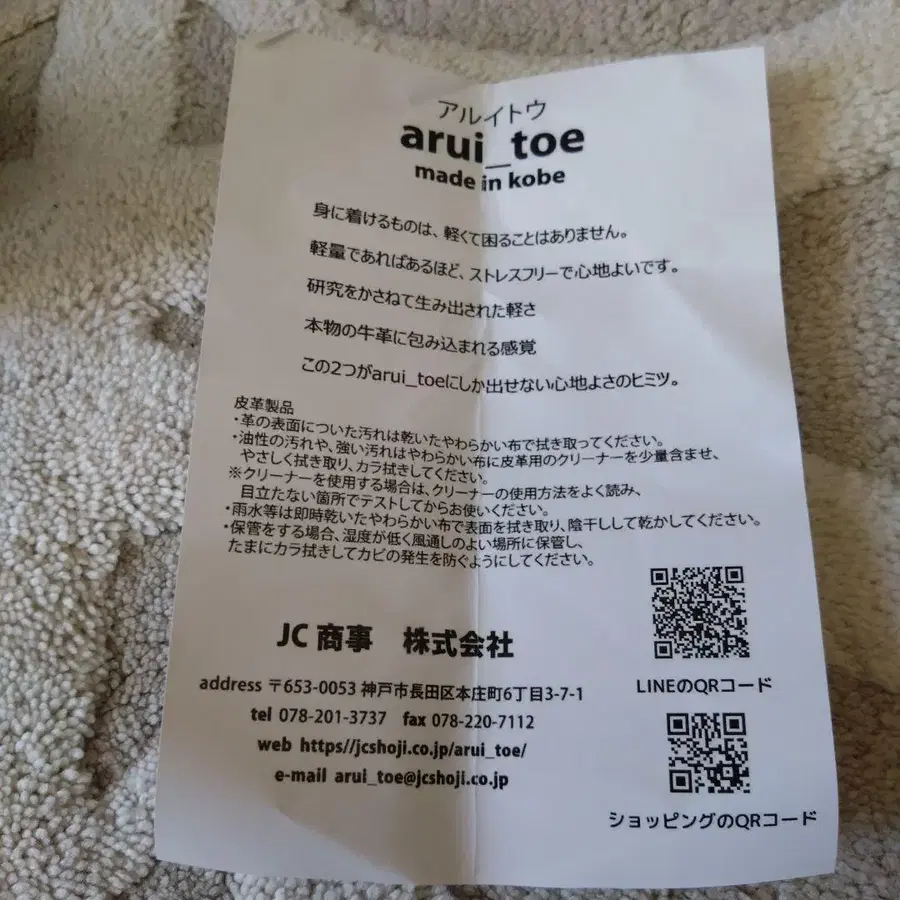 アルイトウ
arui_toe
made in kobe
身に着けるものは、軽くて困ることはありません。
軽量であればあるほど、ストレスフリーで心地よいです。
研究をかさねて生み出された軽さ
本物の牛革に包み込まれる感覚
この2つがarui_toeにしか出せない心地よさのヒミツ。
皮革製品
・革の表面についた汚れは乾いたやわらかい布で拭き取ってください。
・油性の汚れや、強い汚れはやわらかい布に皮革用のクリーナーを少量含ませ、
やさしく拭き取り、カラ拭きしてください。
※クリーナーを使用する場合は、クリーナーの使用方法をよく読み、
目立たない箇所でテストしてからお使いください。
・雨水等は即時乾いたやわらかい布で表面を拭き取り、陰干しして乾かしてください。
・保管をする場合、湿度が低く風通しのよい場所に保管し、
たまにカラ拭きしてカビの発生を防ぐようにしてください。
JC 商事 株式会社
address 〒653-0053 神戸市長田区本庄町6丁目3-7-1
tel 078-201-3737 fax 078-220-7112
web https//jcshoji.co.jp/arui_toe/
e-mail arui_toe@jcshoji.co.jp
LINEのQRコード
ショッピングのQRコード